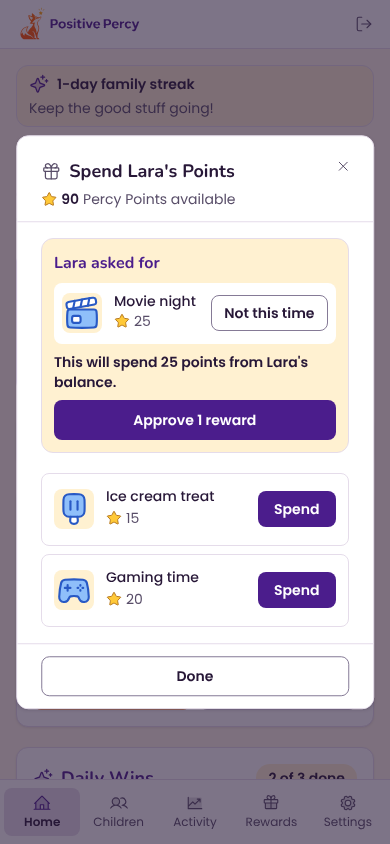 Positive Percy
1-day family streak
Keep the good stuff going!
Spend Lara's Points
90 Percy Points available
Lara asked for
Movie night
25
Not this time
This will spend 25 points from Lara's
balance.
Approve 1 reward
Ice cream treat
15
Spend
Gaming time
20
Spend
Done
Daily Wins
2 of 3 done
Home
Children
Activity
Rewards
Settings